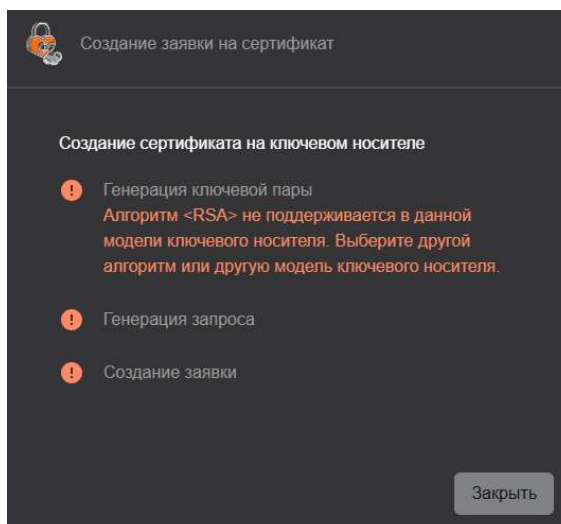 Создание заявки на сертификат
Создание сертификата на ключевом носителе
Генерация ключевой пары
Алгоритм <RSA> не поддерживается в данной
модели ключевого носителя. Выберите другой
алгоритм или другую модель ключевого носителя.
Генерация запроса
Создание заявки
Закрыть